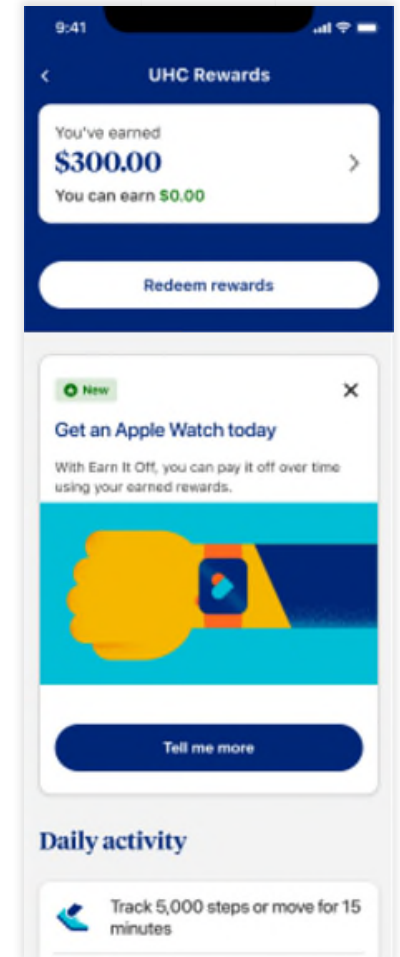 9:41
UHC Rewards
You've earned
$300.00
You can earn $0.00
Redeem rewards
New
Get an Apple Watch today
With Earn It Off, you can pay it off over time
using your earned rewards.
Tell me more
Daily activity
Track 5,000 steps or move for 15
minutes